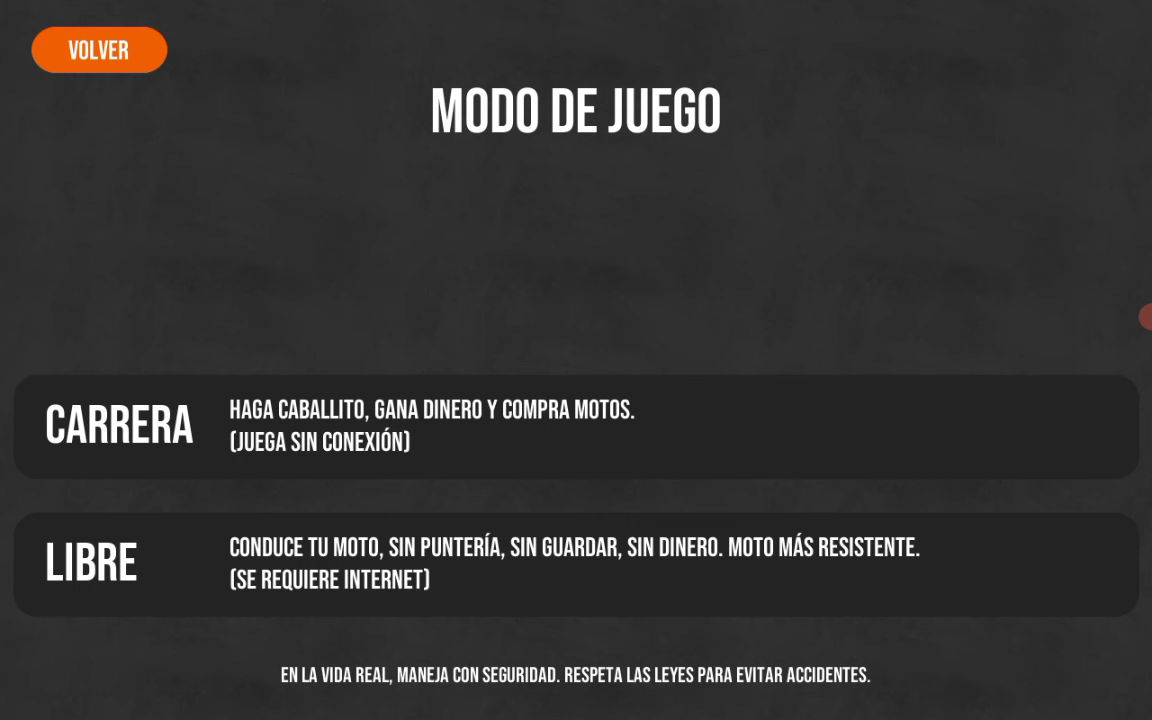 VOLVER
MODO DE JUEGO
CARRERA
HAGA CABALLITO, GANA DINERO Y COMPRA MOTOS.
(JUEGA SIN CONEXIÓN)
LIBRE
CONDUCE TU MOTO, SIN PUNTERÍA, SIN GUARDAR, SIN DINERO. MOTO MÁS RESISTENTE.
(SE REQUIERE INTERNET)
EN LA VIDA REAL, MANEJA CON SEGURIDAD. RESPETA LAS LEYES PARA EVITAR ACCIDENTES.